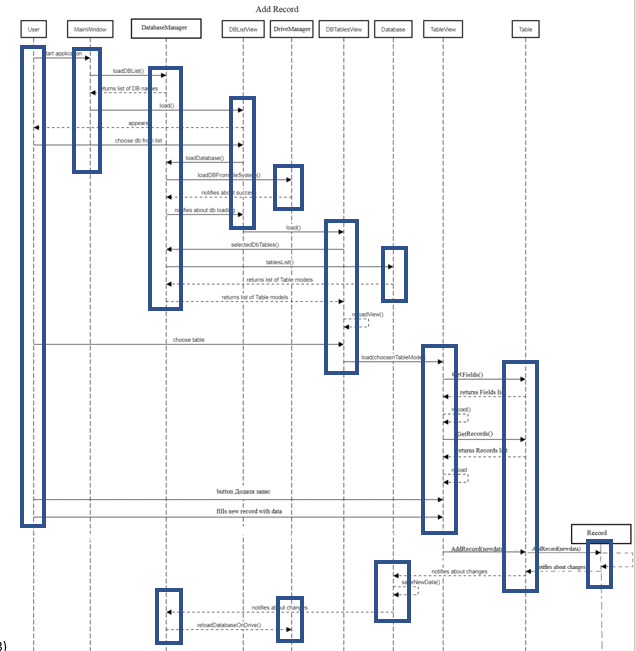 Add Record
User MainWindow DatabaseManager DBListView DriveManager DBTablesView Database TableView Table
start application
loadDBList()
returns list of DB names
load()
appears
choose db from list
loadDatabase()
loadDBFromFileSystem()
notifies about success
notifies about db loading
load()
selectedDbTables()
tablesList()
returns list of Table models
returns list of Table models
reloadView()
choose table
load(choosenTableModel)
GetFields()
returns Fields list
reload()
GetRecords()
returns Records list
reload
button Додати запис
fills new record with data
Record
AddRecord(newdata) AddRecord(newdata)
notifies about changes
notifies about changes
saveNewData()
notifies about changes
reloadDatabaseOnDrive()
3)